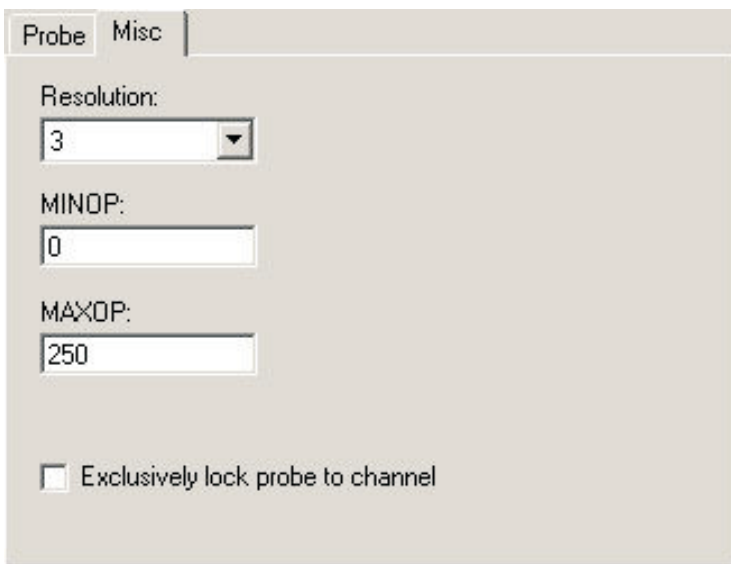 Probe Misc
Resolution:
3
MINOP:
0
MAXOP:
250
Exclusively lock probe to channel